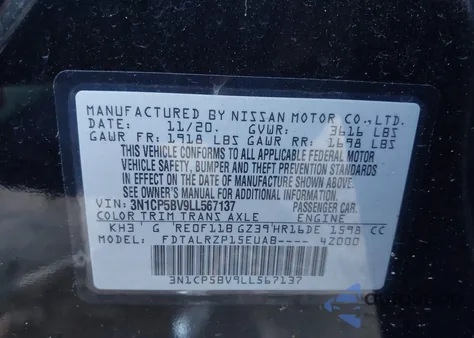 MANUFACTURED BY NISSAN MOTOR CO., LTD.
DATE: 11/20. GVWR: 3616 LBS
GAWR FR: 1918 LBS GAWR RR: 1698 LBS
THIS VEHICLE CONFORMS TO ALL APPLICABLE FEDERAL MOTOR
VEHICLE SAFETY, BUMPER AND THEFT PREVENTION STANDARDS
IN EFFECT ON THE DATE OF MANUFACTURE SHOWN ABOVE.
SEE OWNER'S MANUAL FOR ADDITIONAL INFORMATION.
VIN: 3N1CP5BV9LL567137 PASSENGER CAR.
COLOR TRIM TRANS AXLE ENGINE
KH3 G RE0F11B GZ39 HR16DE 1598 CC
MODEL: FDTALRZP15EUAB---- 42000
3N1CP5BV9LL567137